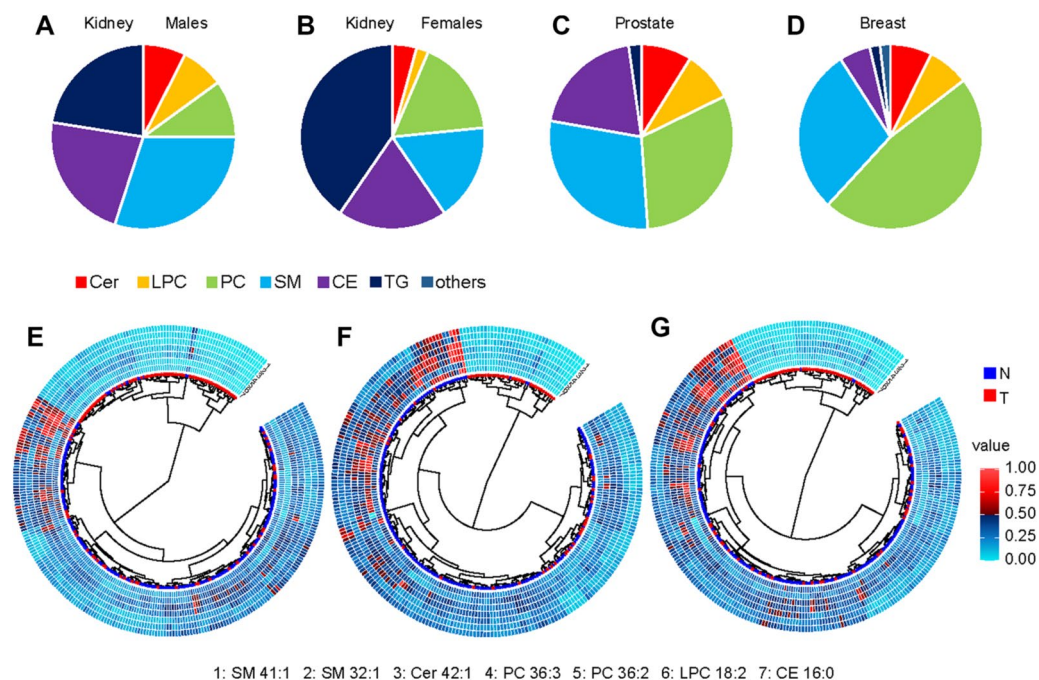 A Kidney Males
B Kidney Females
C Prostate
D Breast
Cer LPC PC SM CE TG others
E
F
G
N
T
value
1.00
0.75
0.50
0.25
0.00
1: SM 41:1 2: SM 32:1 3: Cer 42:1 4: PC 36:3 5: PC 36:2 6: LPC 18:2 7: CE 16:0